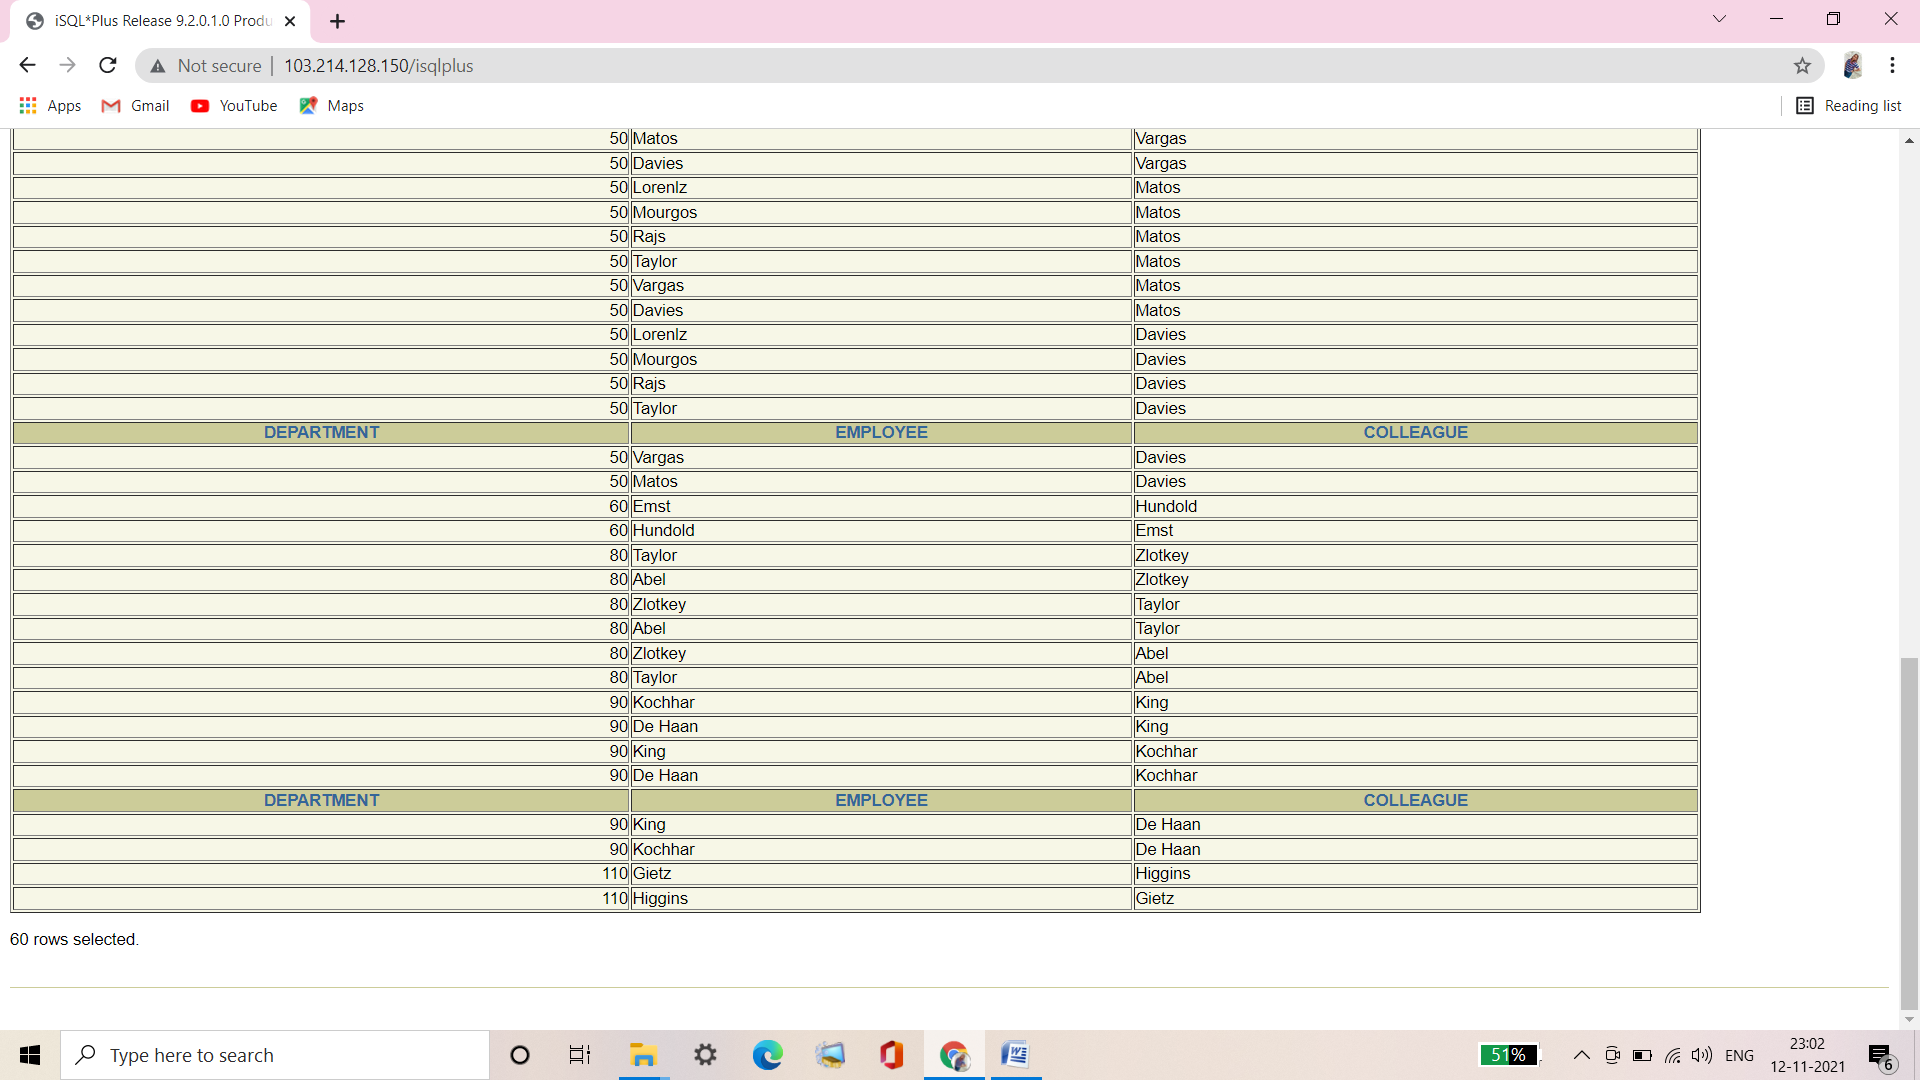 iSQL*Plus Release 9.2.0.1.0 Produ
Not secure | 103.214.128.150/isqlplus
Apps Gmail YouTube Maps Reading list
50 Matos Vargas
50 Davies Vargas
50 Lorenlz Matos
50 Mourgos Matos
50 Rajs Matos
50 Taylor Matos
50 Vargas Matos
50 Davies Matos
50 Lorenlz Davies
50 Mourgos Davies
50 Rajs Davies
50 Taylor Davies
DEPARTMENT EMPLOYEE COLLEAGUE
50 Vargas Davies
50 Matos Davies
60 Emst Hundold
60 Hundold Emst
80 Taylor Zlotkey
80 Abel Zlotkey
80 Zlotkey Taylor
80 Abel Taylor
80 Zlotkey Abel
80 Taylor Abel
90 Kochhar King
90 De Haan King
90 King Kochhar
90 De Haan Kochhar
DEPARTMENT EMPLOYEE COLLEAGUE
90 King De Haan
90 Kochhar De Haan
110 Gietz Higgins
110 Higgins Gietz
60 rows selected.
Type here to search 51% ENG 23:02
12-11-2021 6